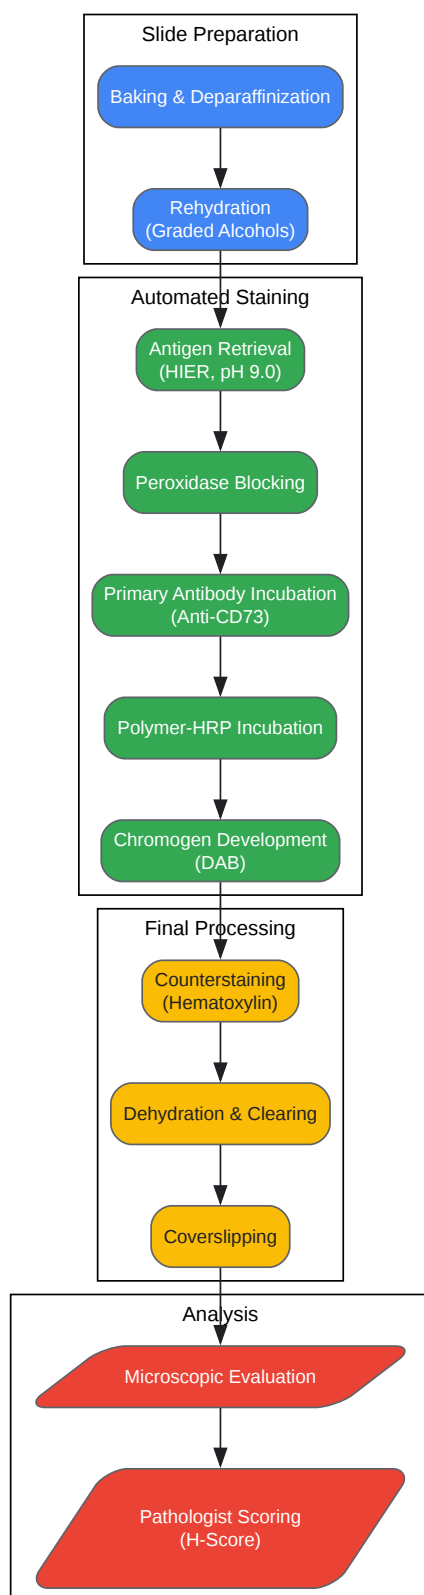 Slide Preparation
Baking & Deparaffinization
Rehydration
(Graded Alcohols)
Automated Staining
Antigen Retrieval
(HIER, pH 9.0)
Peroxidase Blocking
Primary Antibody Incubation
(Anti-CD73)
Polymer-HRP Incubation
Chromogen Development
(DAB)
Final Processing
Counterstaining
(Hematoxylin)
Dehydration & Clearing
Coverslipping
Analysis
Microscopic Evaluation
Pathologist Scoring
(H-Score)